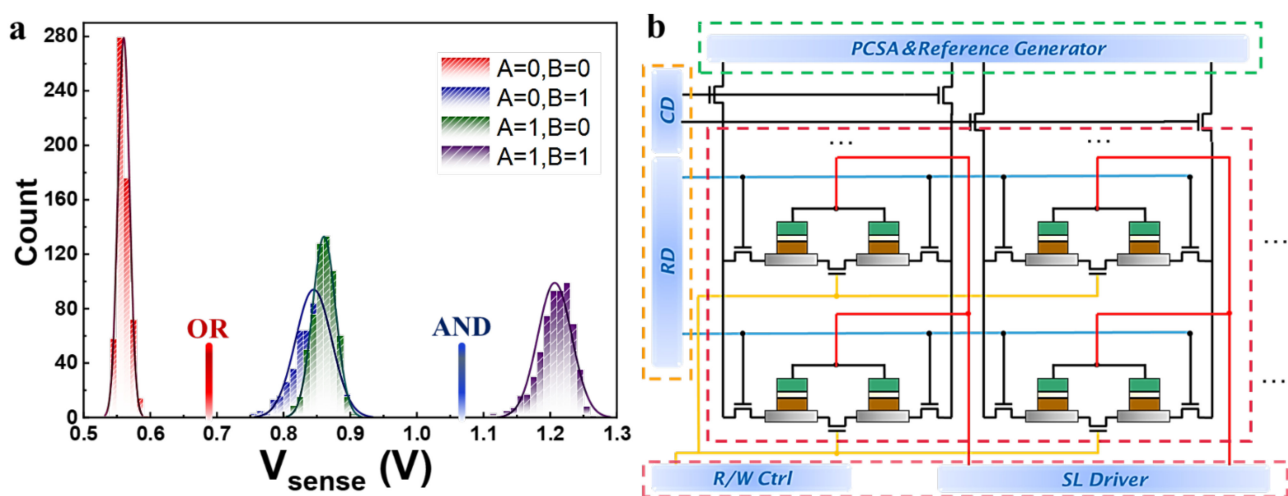 a
280
240
200
160
120
80
40
0
Count
A=0,B=0
A=0,B=1
A=1,B=0
A=1,B=1
OR
AND
0.5 0.6 0.7 0.8 0.9 1.0 1.1 1.2 1.3
Vsense (V)
b
PCSA &Reference Generator
CD
RD
...
...
...
...
R/W Ctrl
SL Driver